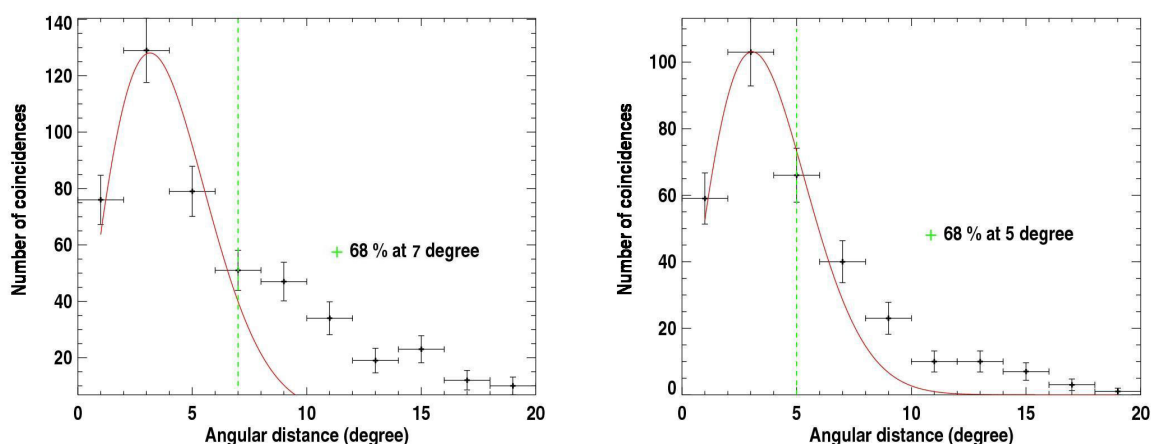 140
120
100
80
60
40
20
0 5 10 15 20
Number of coincidences
Angular distance (degree)
68 % at 7 degree
100
80
60
40
20
0
0 5 10 15 20
Number of coincidences
Angular distance (degree)
68 % at 5 degree